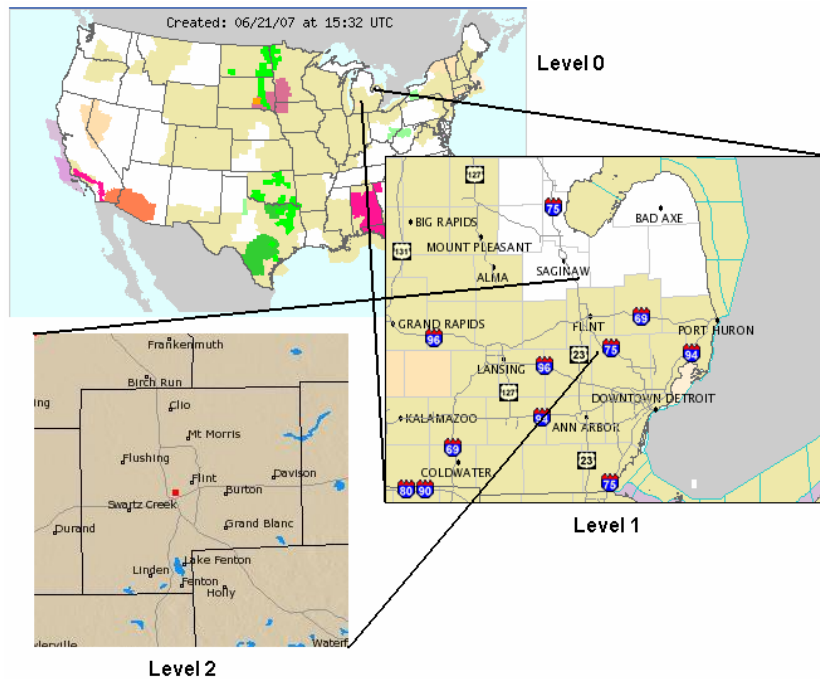 Created: 06/21/07 at 15:32 UTC
Level 0
127
75
BAD AXE
BIG RAPIDS
131
MOUNT PLEASANT
SAGINAW
ALMA
69
GRAND RAPIDS
FLINT
PORT HURON
96
23
75
94
LANSING
96
127
DOWNTOWN DETROIT
KALAMAZOO
94
ANN ARBOR
69
23
COLDWATER
80
90
75
Level 1
Frankenmuth
Birch Run
ing
Clio
Mt Morris
Flushing
Flint
Davison
Burton
Swartz Creek
Durand
Grand Blanc
Lake Fenton
Linden
Fenton
Holly
ylerville
Waterf
Level 2